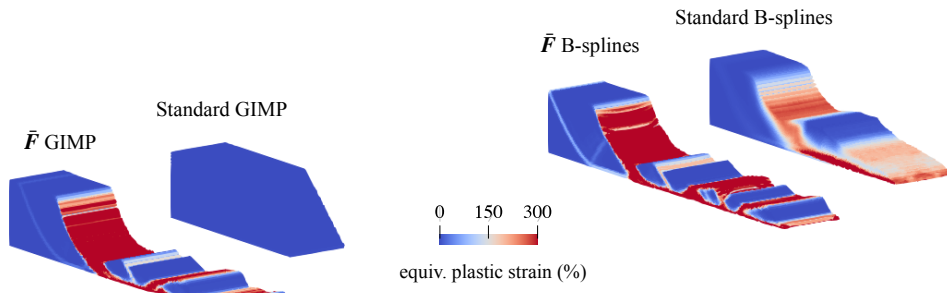 Standard B-splines
F̄ B-splines
Standard GIMP
F̄ GIMP
0 150 300
equiv. plastic strain (%)